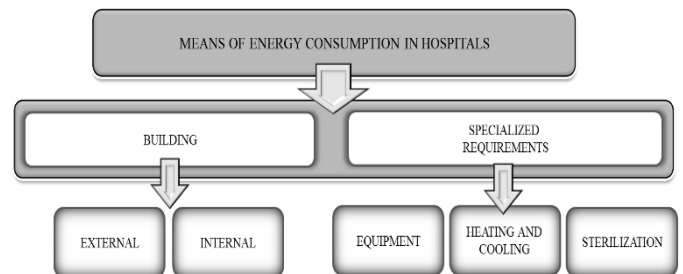 MEANS OF ENERGY CONSUMPTION IN HOSPITALS
BUILDING
SPECIALIZED
REQUIREMENTS
EXTERNAL
INTERNAL
EQUIPMENT
HEATING AND
COOLING
STERILIZATION